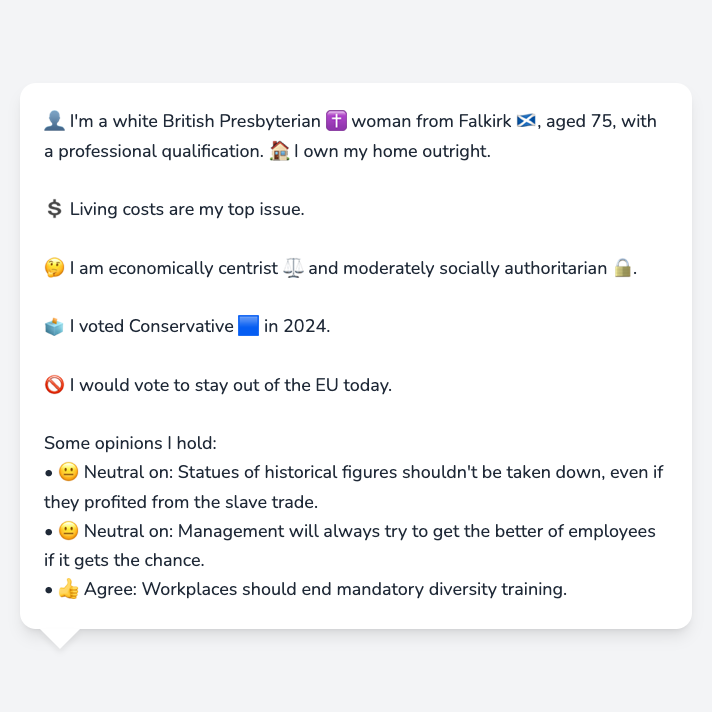 👤 I'm a white British Presbyterian ✝️ woman from Falkirk 🏴󠁧󠁢󠁳󠁣󠁴󠁿, aged 75, with
a professional qualification. 🏠 I own my home outright.
💲 Living costs are my top issue.
🤔 I am economically centrist ⚖️ and moderately socially authoritarian 🔒.
🗳️ I voted Conservative 🟦 in 2024.
🚫 I would vote to stay out of the EU today.
Some opinions I hold:
• 😐 Neutral on: Statues of historical figures shouldn't be taken down, even if
they profited from the slave trade.
• 😐 Neutral on: Management will always try to get the better of employees
if it gets the chance.
• 👍 Agree: Workplaces should end mandatory diversity training.